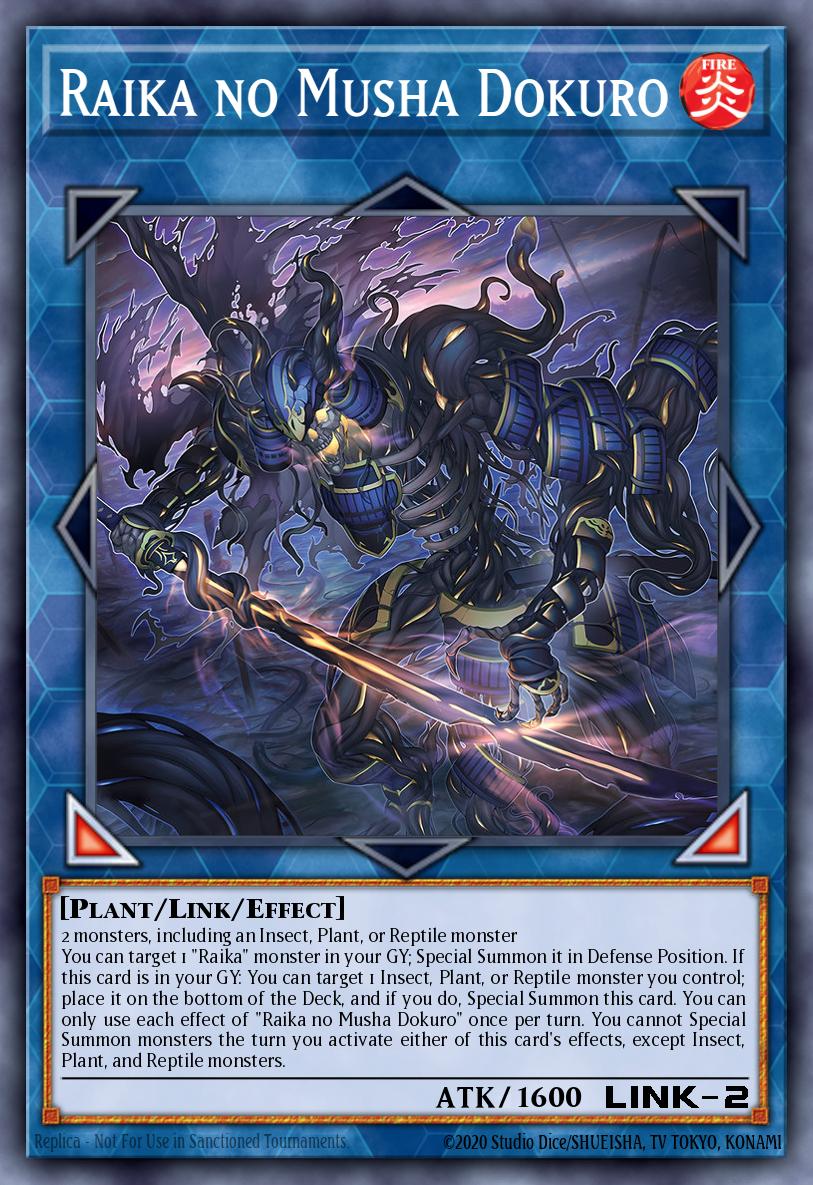 Raika no Musha Dokuro
FIRE
炎
[Plant/Link/Effect]
2 monsters, including an Insect, Plant, or Reptile monster
You can target 1 "Raika" monster in your GY; Special Summon it in Defense Position. If
this card is in your GY: You can target 1 Insect, Plant, or Reptile monster you control;
place it on the bottom of the Deck, and if you do, Special Summon this card. You can
only use each effect of "Raika no Musha Dokuro" once per turn. You cannot Special
Summon monsters the turn you activate either of this card's effects, except Insect,
Plant, and Reptile monsters.
ATK/1600 LINK-2
Replica - Not For Use in Sanctioned Tournaments. ©2020 Studio Dice/SHUEISHA, TV TOKYO, KONAMI